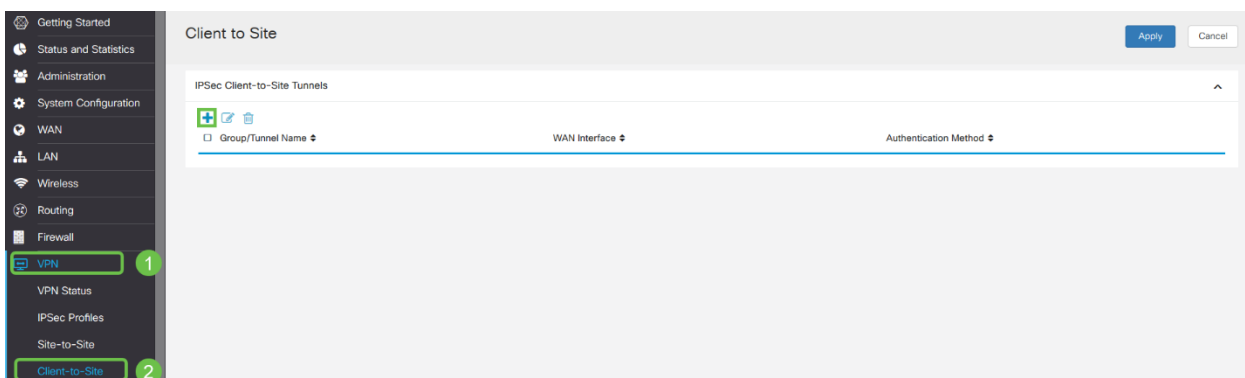 Getting Started
Status and Statistics
Administration
System Configuration
WAN
LAN
Wireless
Routing
Firewall
VPN
1
VPN Status
IPSec Profiles
Site-to-Site
Client-to-Site
2
Client to Site
Apply
Cancel
IPSec Client-to-Site Tunnels
Group/Tunnel Name
WAN Interface
Authentication Method